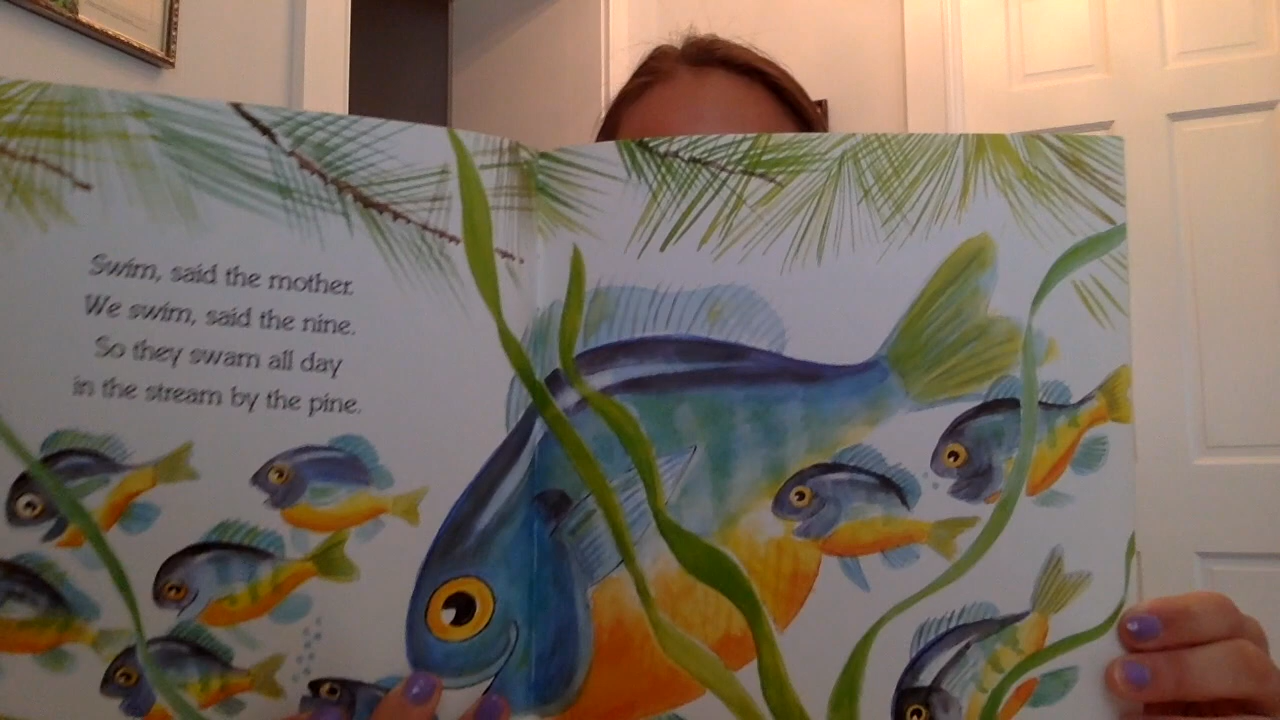 Swim, said the mother.
We swim, said the nine.
So they swam all day
in the stream by the pine.